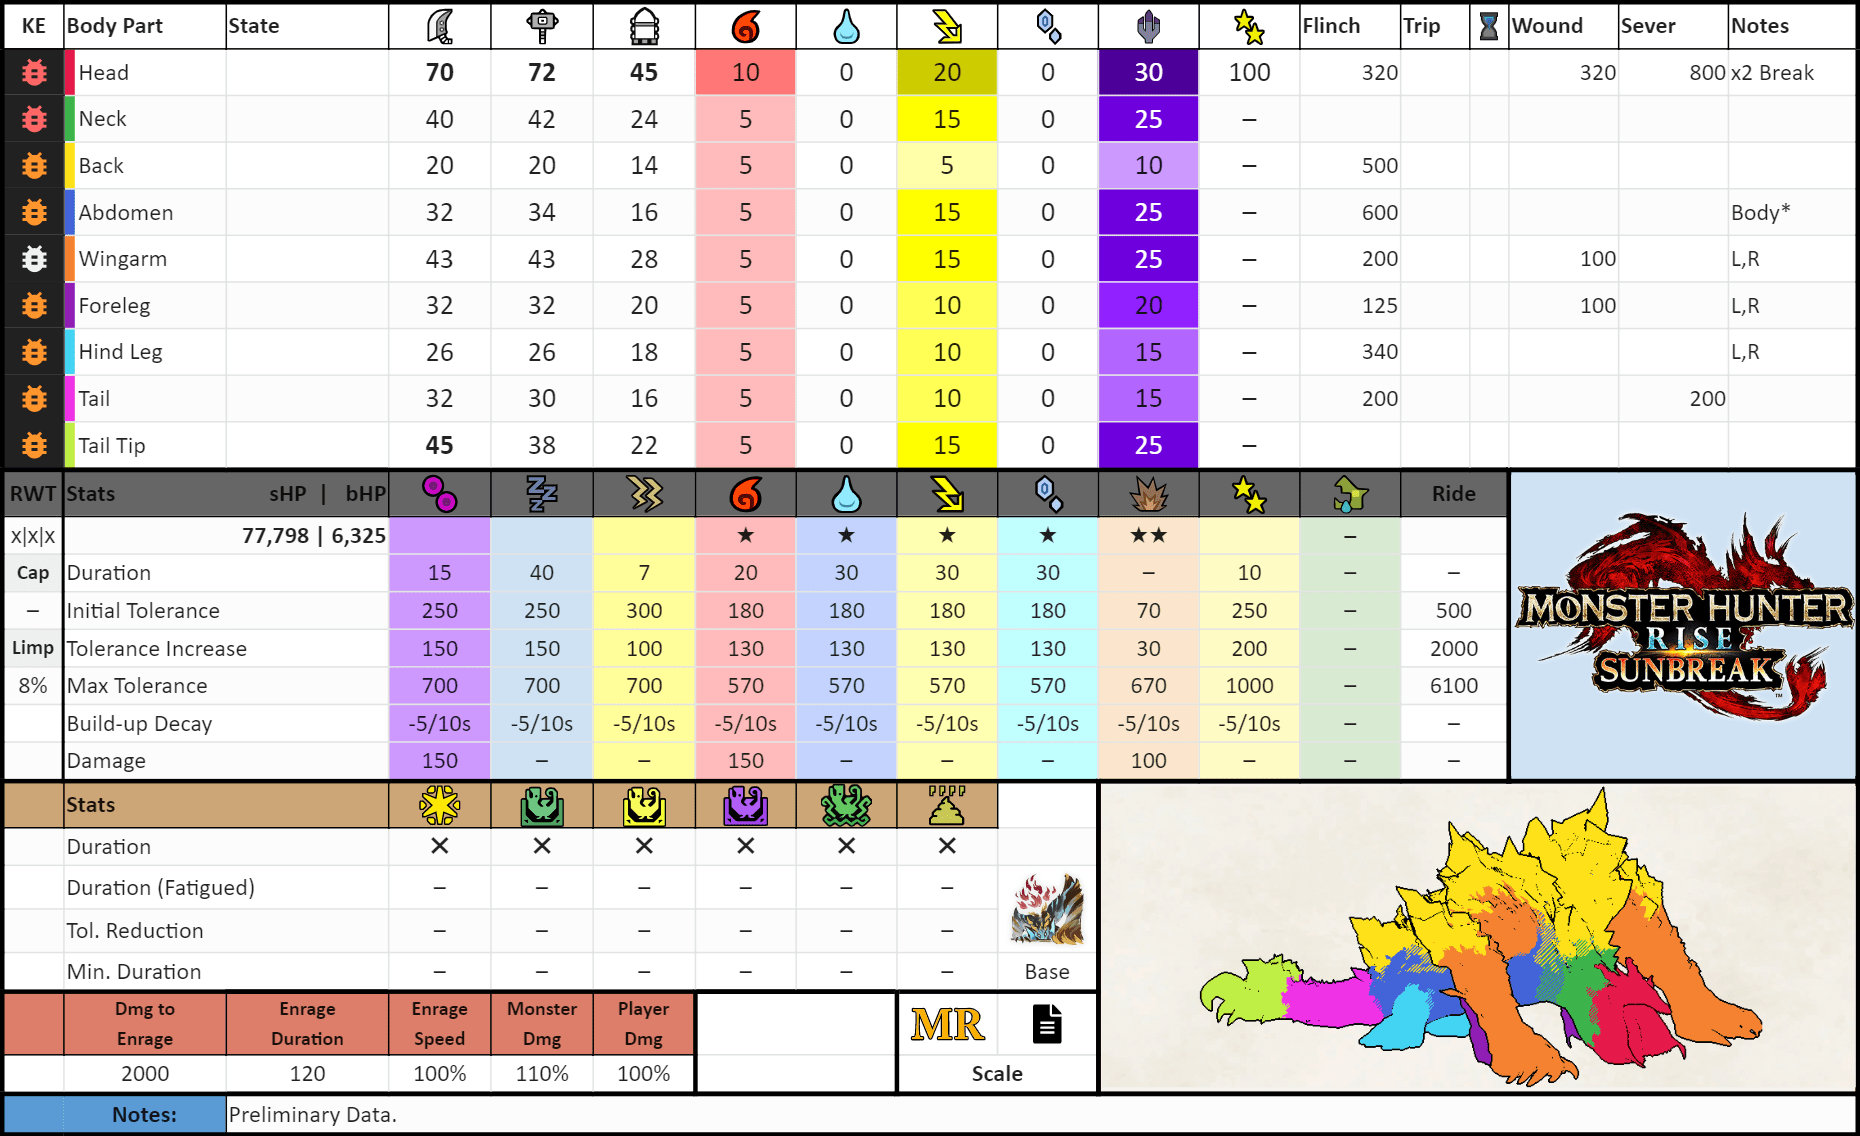 KE Body Part State Flinch Trip Wound Sever Notes
Head 70 72 45 10 0 20 0 30 100 320 320 800 x2 Break
Neck 40 42 24 5 0 15 0 25 –
Back 20 20 14 5 0 5 0 10 – 500
Abdomen 32 34 16 5 0 15 0 25 – 600 Body*
Wingarm 43 43 28 5 0 15 0 25 – 200 100 L,R
Foreleg 32 32 20 5 0 10 0 20 – 125 100 L,R
Hind Leg 26 26 18 5 0 10 0 15 – 340 L,R
Tail 32 30 16 5 0 10 0 15 – 200 200
Tail Tip 45 38 22 5 0 15 0 25 –
RWT Stats sHP | bHP Ride
x|x|x 77,798 | 6,325 ★ ★ ★ ★ ★★ –
Cap Duration 15 40 7 20 30 30 30 – 10 – –
– Initial Tolerance 250 250 300 180 180 180 180 70 250 – 500
Limp Tolerance Increase 150 150 100 130 130 130 130 30 200 – 2000
8% Max Tolerance 700 700 700 570 570 570 570 670 1000 – 6100
Build-up Decay -5/10s -5/10s -5/10s -5/10s -5/10s -5/10s -5/10s -5/10s -5/10s – –
Damage 150 – – 150 – – – 100 – – –
MONSTER HUNTER
RISE
SUNBREAK™
Stats
Duration ✕ ✕ ✕ ✕ ✕ ✕
Duration (Fatigued) – – – – – –
Tol. Reduction – – – – – –
Min. Duration – – – – – – Base
Dmg to Enrage Enrage Duration Enrage Speed Monster Dmg Player Dmg MR
2000 120 100% 110% 100% Scale
Notes: Preliminary Data.